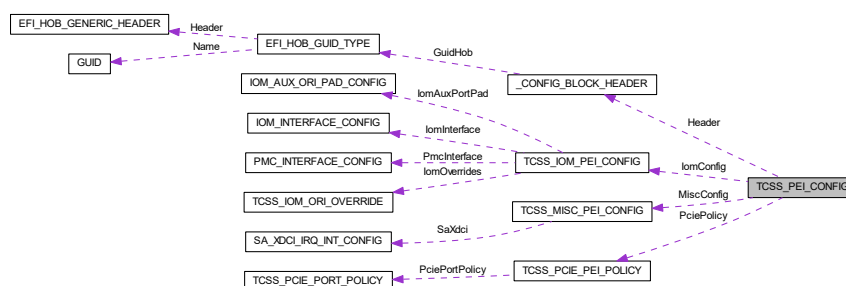 EFI_HOB_GENERIC_HEADER
Header
EFI_HOB_GUID_TYPE
Name
GUID
GuidHob
IOM_AUX_ORI_PAD_CONFIG
IomAuxPortPad
_CONFIG_BLOCK_HEADER
IOM_INTERFACE_CONFIG
IomInterface
Header
PMC_INTERFACE_CONFIG
PmcInterface
TCSS_IOM_PEI_CONFIG
IomConfig
IomOverrides
TCSS_PEI_CONFIG
TCSS_IOM_ORI_OVERRIDE
MiscConfig
TCSS_MISC_PEI_CONFIG
PciePolicy
SaXdci
SA_XDCI_IRQ_INT_CONFIG
PciePortPolicy
TCSS_PCIE_PEI_POLICY
TCSS_PCIE_PORT_POLICY